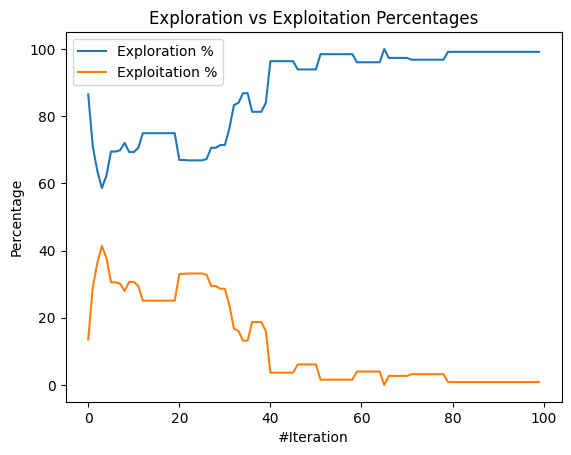 Exploration vs Exploitation Percentages
Exploration %
Exploitation %
100
80
60
40
20
0
Percentage
0 20 40 60 80 100
#Iteration